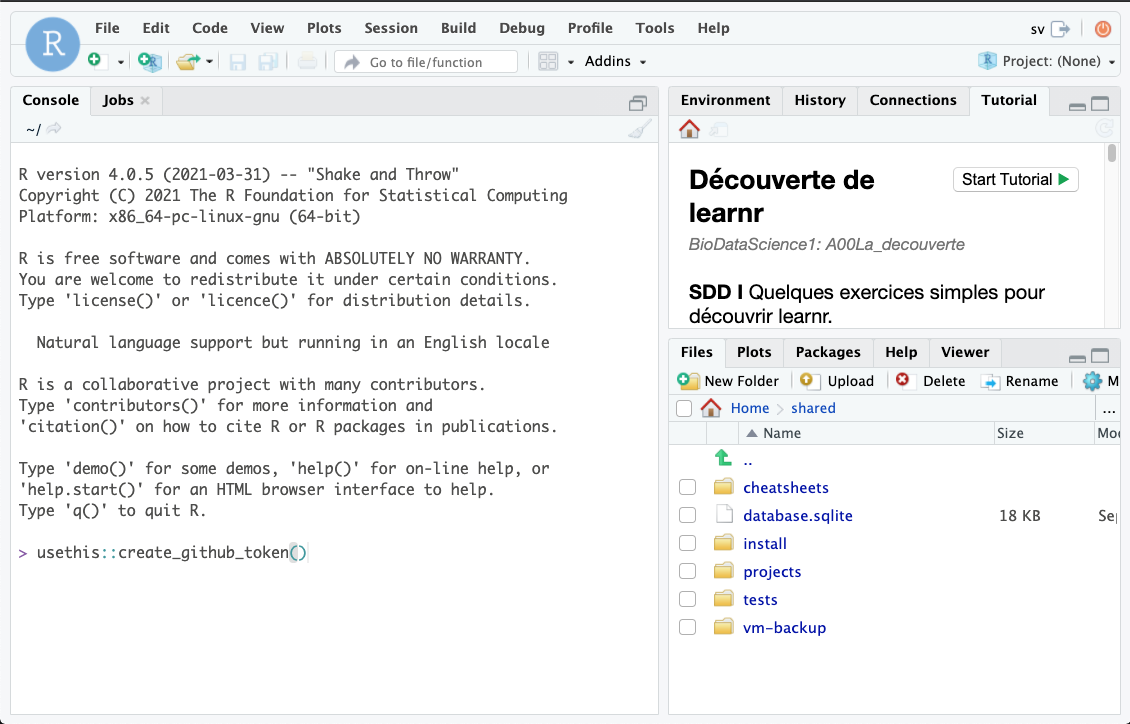 R
File Edit Code View Plots Session Build Debug Profile Tools Help
sv
Go to file/function
Addins
R Project: (None)
Console Jobs
~/
R version 4.0.5 (2021-03-31) -- "Shake and Throw"
Copyright (C) 2021 The R Foundation for Statistical Computing
Platform: x86_64-pc-linux-gnu (64-bit)
R is free software and comes with ABSOLUTELY NO WARRANTY.
You are welcome to redistribute it under certain conditions.
Type 'license()' or 'licence()' for distribution details.
Natural language support but running in an English locale
R is a collaborative project with many contributors.
Type 'contributors()' for more information and
'citation()' on how to cite R or R packages in publications.
Type 'demo()' for some demos, 'help()' for on-line help, or
'help.start()' for an HTML browser interface to help.
Type 'q()' to quit R.
> usethis::create_github_token()
Environment History Connections Tutorial
Découverte de
learnr
Start Tutorial
BioDataScience1: A00La_decouverte
SDD I Quelques exercices simples pour
découvrir learnr.
Files Plots Packages Help Viewer
New Folder Upload Delete Rename M
Home shared ...
Name Size Mo
..
cheatsheets
database.sqlite 18 KB Sep
install
projects
tests
vm-backup